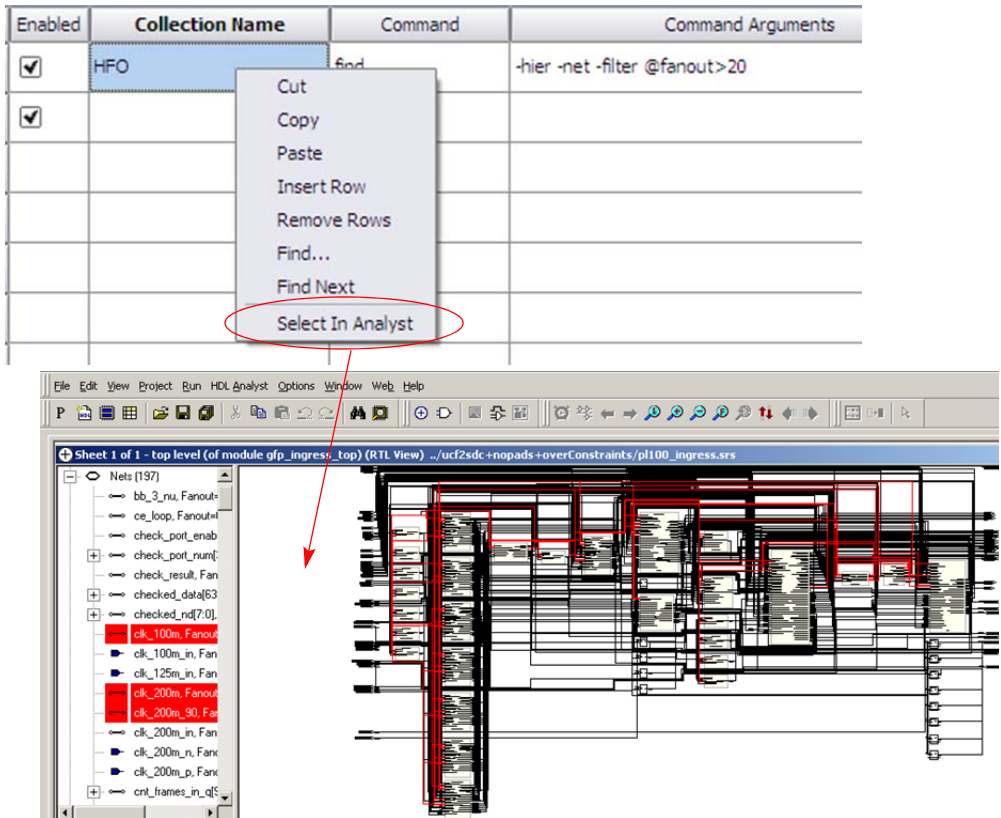 Enabled Collection Name Command Command Arguments
HFO find -hier -net -filter @fanout>20
Cut
Copy
Paste
Insert Row
Remove Rows
Find...
Find Next
Select In Analyst
File Edit View Project Run HDL Analyst Options Window Web Help
P
Sheet 1 of 1 - top level (of module gfp_ingress_top) (RTL View) ../ucf2sdc+nopads+overConstraints/pl100_ingress.srs
Nets (197)
bb_3_nu, Fanout=
ce_loop, Fanout=
check_port_enab
check_port_num[
check_result, Fan
checked_data[63
checked_nd[7:0],
clk_100m, Fanout
clk_100m_in, Fan
clk_125m_in, Fan
clk_200m, Fanout
clk_200m_90, Fa
clk_200m_in, Fan
clk_200m_n, Fano
clk_200m_p, Fano
cnt_frames_in_q[